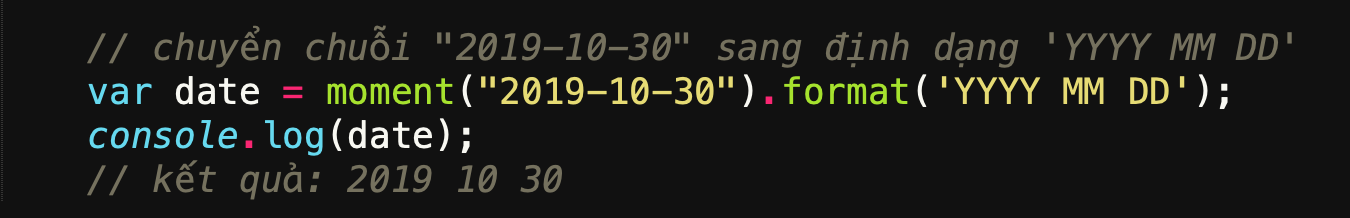 // chuyển chuỗi "2019-10-30" sang định dạng 'YYYY MM DD'
var date = moment("2019-10-30").format('YYYY MM DD');
console.log(date);
// kết quả: 2019 10 30